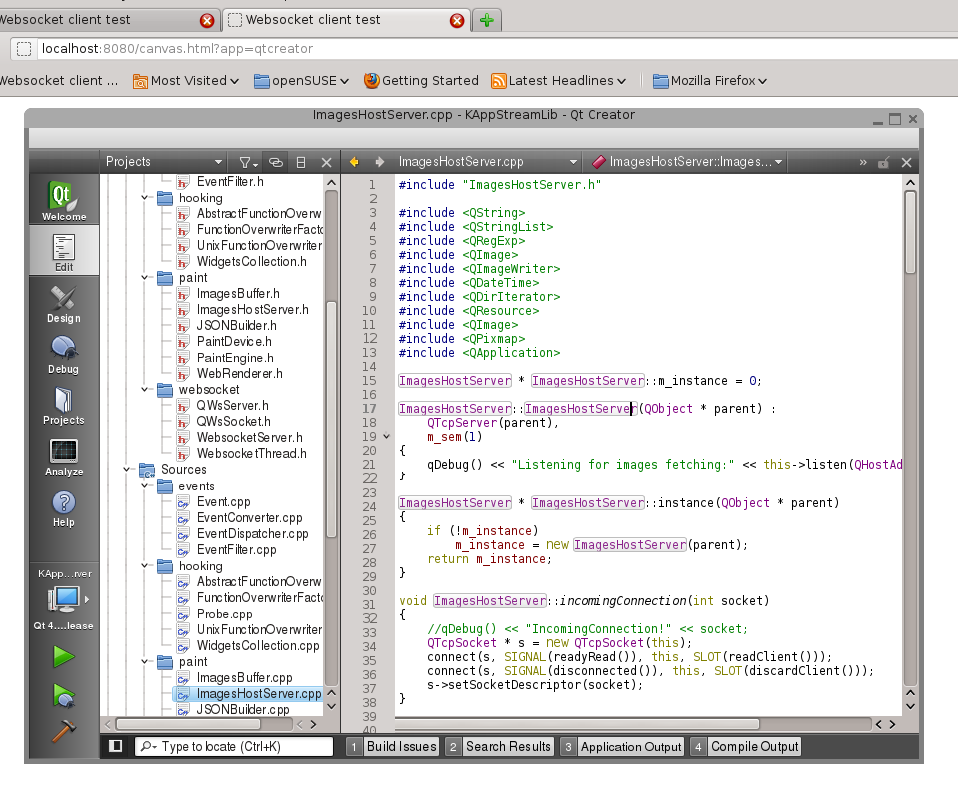 Websocket client test
Websocket client test
localhost:8080/canvas.html?app=qtcreator
Websocket client ...
Most Visited
openSUSE
Getting Started
Latest Headlines
Mozilla Firefox
ImagesHostServer.cpp - KAppStreamLib - Qt Creator
Projects
ImagesHostServer.cpp
ImagesHostServer::Images...
Qt
Welcome
Edit
Design
Debug
Projects
Analyze
Help
KApp...rver
Qt 4....lease
EventFilter.h
hooking
AbstractFunctionOverw
FunctionOverwriterFacto
UnixFunctionOverwriter
WidgetsCollection.h
paint
ImagesBuffer.h
ImagesHostServer.h
JSONBuilder.h
PaintDevice.h
PaintEngine.h
WebRenderer.h
websocket
QWsServer.h
QWsSocket.h
WebsocketServer.h
WebsocketThread.h
Sources
events
Event.cpp
EventConverter.cpp
EventDispatcher.cpp
EventFilter.cpp
hooking
AbstractFunctionOverw
FunctionOverwriterFacto
Probe.cpp
UnixFunctionOverwriter
WidgetsCollection.cpp
paint
ImagesBuffer.cpp
ImagesHostServer.cpp
JSONBuilder.cpp
1 #include "ImagesHostServer.h"
2
3 #include <QString>
4 #include <QStringList>
5 #include <QRegExp>
6 #include <QImage>
7 #include <QImageWriter>
8 #include <QDateTime>
9 #include <QDirIterator>
10 #include <QResource>
11 #include <QImage>
12 #include <QPixmap>
13 #include <QApplication>
14
15 ImagesHostServer * ImagesHostServer::m_instance = 0;
16
17 ImagesHostServer::ImagesHostServer(QObject * parent) :
18 QTcpServer(parent),
19 m_sem(1)
20 {
21 qDebug() << "Listening for images fetching:" << this->listen(QHostAd
22 }
23
24 ImagesHostServer * ImagesHostServer::instance(QObject * parent)
25 {
26 if (!m_instance)
27 m_instance = new ImagesHostServer(parent);
28 return m_instance;
29 }
30
31 void ImagesHostServer::incomingConnection(int socket)
32 {
33 //qDebug() << "IncomingConnection!" << socket;
34 QTcpSocket * s = new QTcpSocket(this);
35 connect(s, SIGNAL(readyRead()), this, SLOT(readClient()));
36 connect(s, SIGNAL(disconnected()), this, SLOT(discardClient()));
37 s->setSocketDescriptor(socket);
38 }
39
40
Type to locate (Ctrl+K)
1 Build Issues
2 Search Results
3 Application Output
4 Compile Output